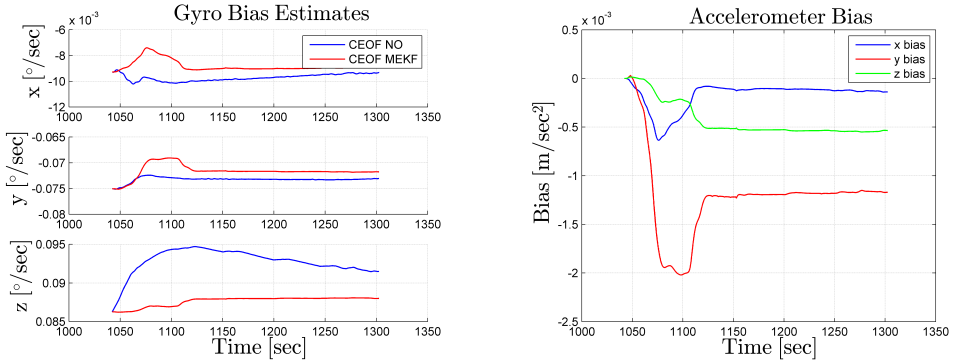 Gyro Bias Estimates
x 10⁻³
-6
-8
-10
-12
x [°/sec]
CEOF NO
CEOF MEKF
1000 1050 1100 1150 1200 1250 1300 1350
-0.065
-0.07
-0.075
-0.08
y [°/sec]
1000 1050 1100 1150 1200 1250 1300 1350
0.095
0.09
0.085
z [°/sec]
1000 1050 1100 1150 1200 1250 1300 1350
Time [sec]
Accelerometer Bias
x 10⁻³
0.5
0
-0.5
-1
-1.5
-2
-2.5
Bias [m/sec²]
x bias
y bias
z bias
1000 1050 1100 1150 1200 1250 1300 1350
Time [sec]